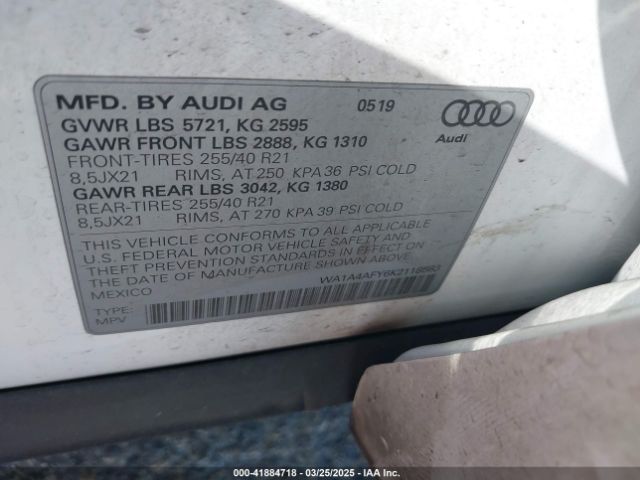 MFD. BY AUDI AG 0519
GVWR LBS 5721, KG 2595
GAWR FRONT LBS 2888, KG 1310
FRONT-TIRES 255/40 R21
8,5JX21 RIMS, AT 250 KPA 36 PSI COLD
GAWR REAR LBS 3042, KG 1380
REAR-TIRES 255/40 R21
8,5JX21 RIMS, AT 270 KPA 39 PSI COLD
THIS VEHICLE CONFORMS TO ALL APPLICABLE
U.S. FEDERAL MOTOR VEHICLE SAFETY AND
THEFT PREVENTION STANDARDS IN EFFECT ON
THE DATE OF MANUFACTURE SHOWN ABOVE.
MEXICO
TYPE:
MPV
Audi
000-41884718 - 03/25/2025 - IAA Inc.